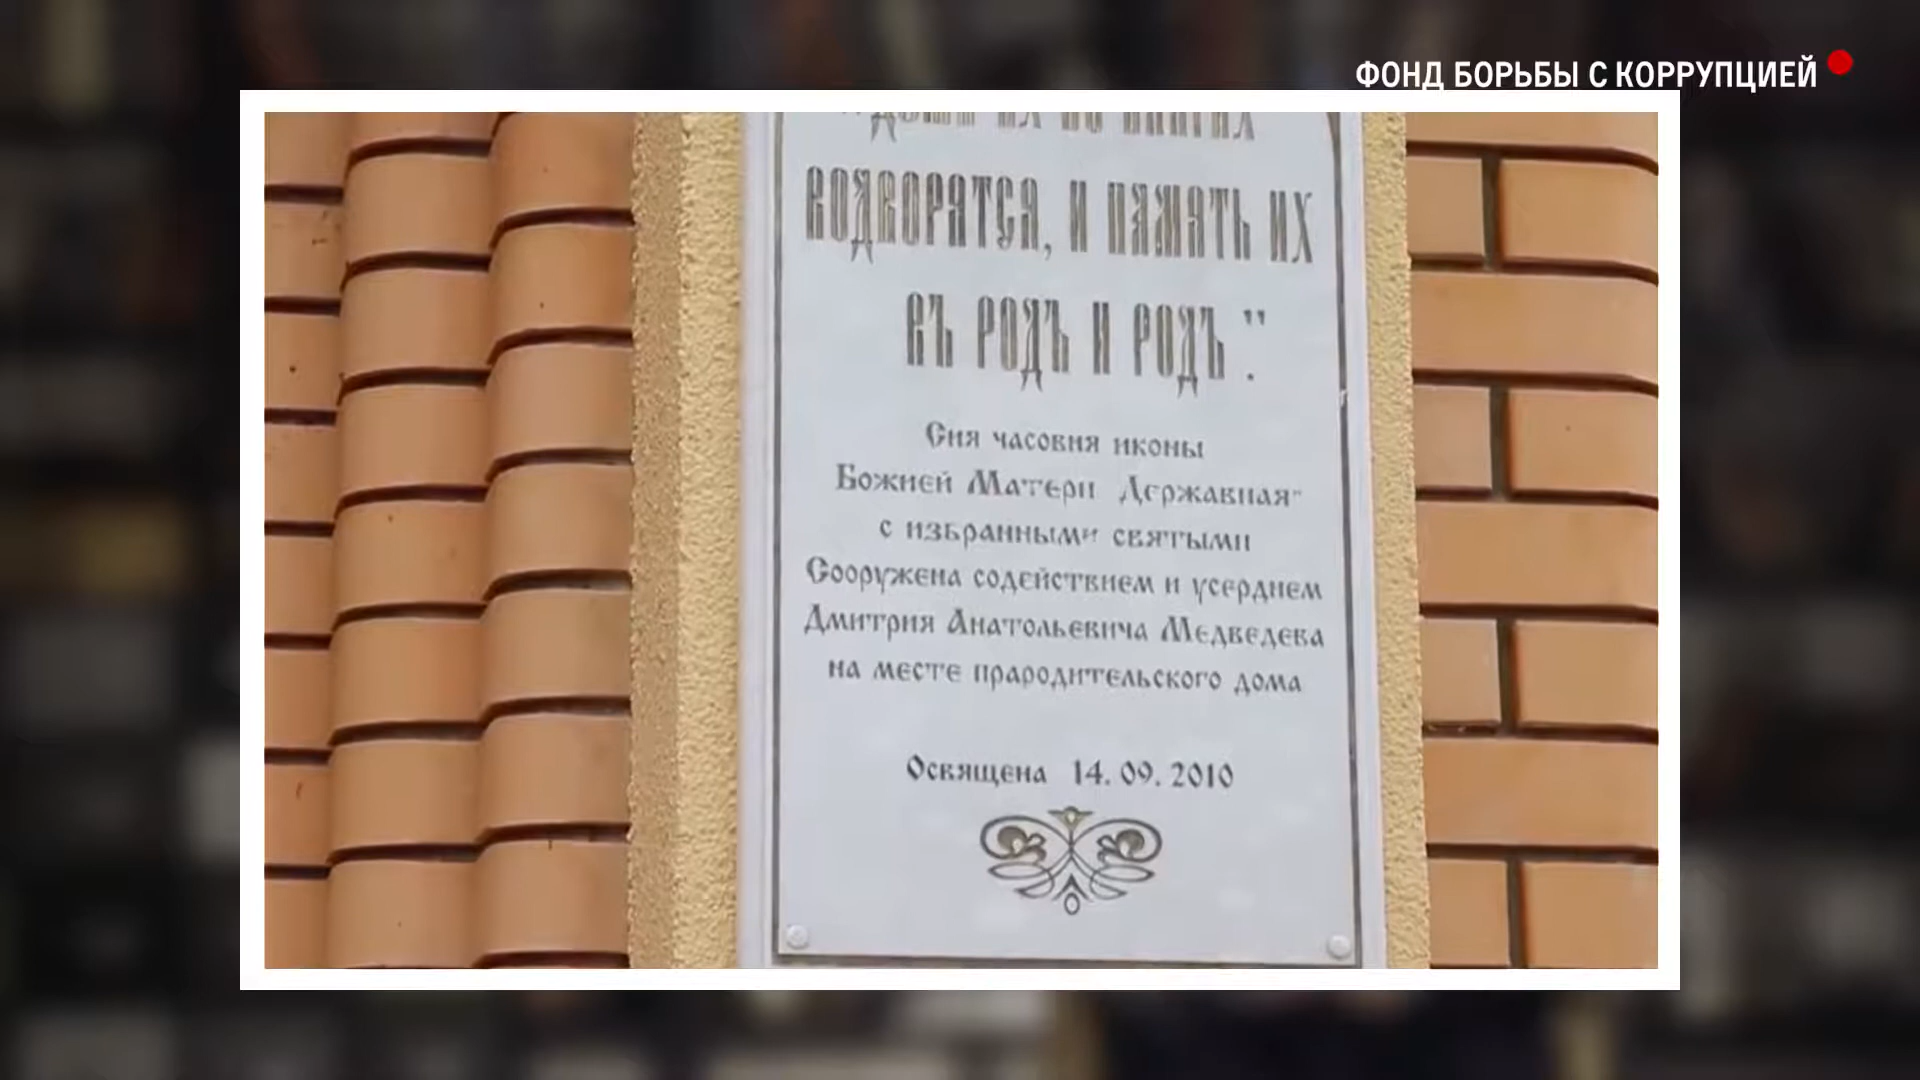 ФОНД БОРЬБЫ С КОРРУПЦИЕЙ
ВОДВОРЯТСЯ, И ПАМЯТЬ ИХ
ВЪ РОДЪ И РОДЪ."
Сия часовня иконы
Божией Матери Державная"
с избранными святыми
Сооружена содействием и усердием
Дмитрия Анатольевича Медведева
на месте прародительского дома
Освящена 14. 09. 2010